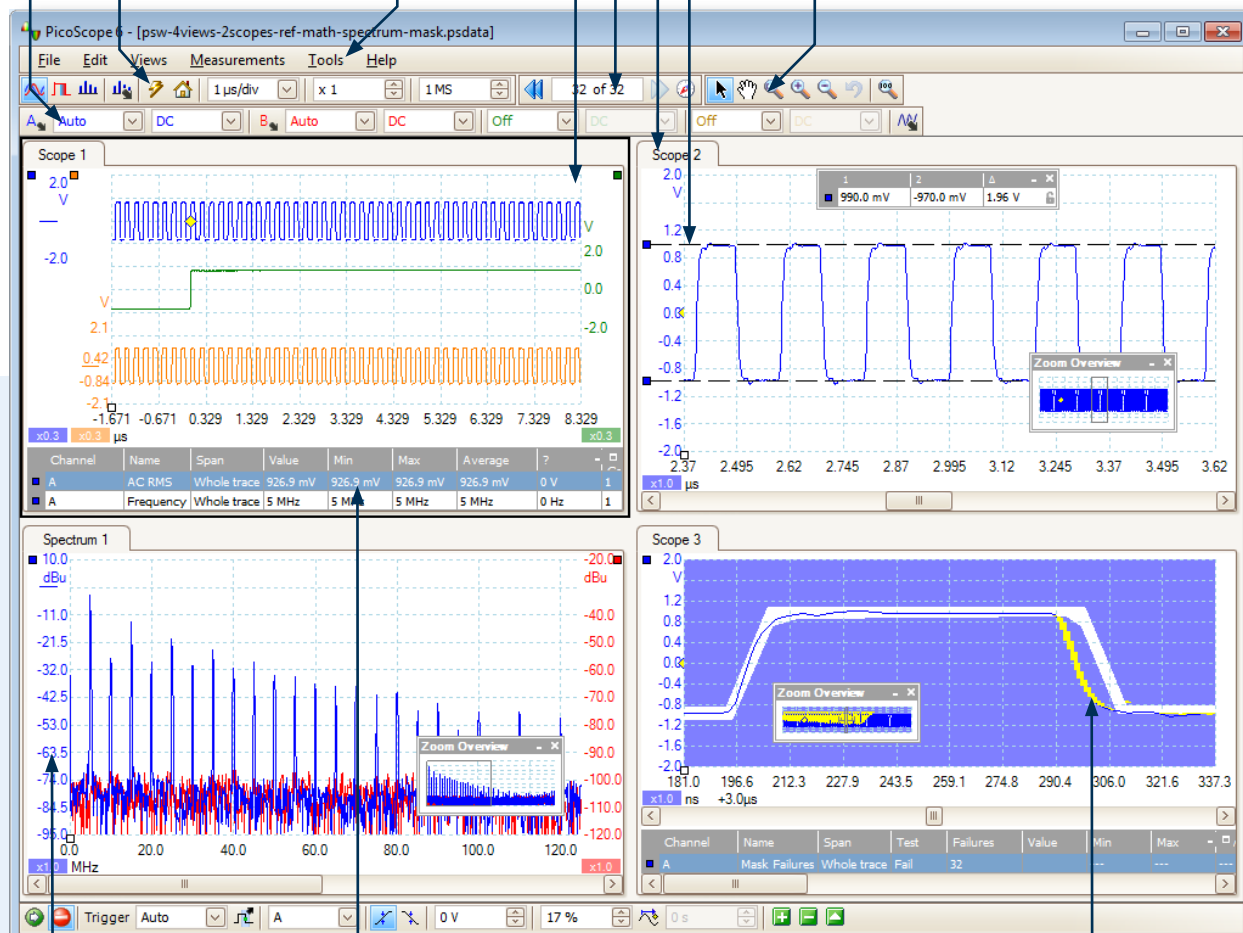 PicoScope 6 - [psw-4views-2scopes-ref-math-spectrum-mask.psdata]
File Edit Views Measurements Tools Help
1 µs/div x 1 1 MS 32 of 32
A Auto DC B Auto DC Off DC Off DC
Scope 1
2.0
V
-2.0
V
2.0
0.0
-2.0
V
2.1
0.42
-0.84
-2.1
-1.671 -0.671 0.329 1.329 2.329 3.329 4.329 5.329 6.329 7.329 8.329
x0.3 x0.3 µs x0.3
Channel Name Span Value Min Max Average ?
A AC RMS Whole trace 926.9 mV 926.9 mV 926.9 mV 926.9 mV 0 V 1
A Frequency Whole trace 5 MHz 5 MHz 5 MHz 5 MHz 0 Hz 1
Scope 2
1 2 Δ
990.0 mV -970.0 mV 1.96 V
2.0
V
1.2
0.8
0.4
0.0
-0.4
-0.8
-1.2
-1.6
-2.0
Zoom Overview
2.37 2.495 2.62 2.745 2.87 2.995 3.12 3.245 3.37 3.495 3.62
x1.0 µs
Spectrum 1
10.0
dBu
-11.0
-21.5
-32.0
-42.5
-53.0
-63.5
-74.0
-84.5
-95.0
-20.0
dBu
-40.0
-50.0
-60.0
-70.0
-80.0
-90.0
-100.0
-110.0
-120.0
Zoom Overview
0.0 20.0 40.0 60.0 80.0 100.0 120.0
x1.0 MHz x1.0
Scope 3
2.0
V
1.2
0.8
0.4
0.0
-0.4
-0.8
-1.2
-1.6
-2.0
Zoom Overview
181.0 196.6 212.3 227.9 243.5 259.1 274.8 290.4 306.0 321.6 337.3
x1.0 ns +3.0µs
Channel Name Span Test Failures Value Min Max
A Mask Failures Whole trace Fail 32 --- --- ---
Trigger Auto A 0 V 17 % 0 s